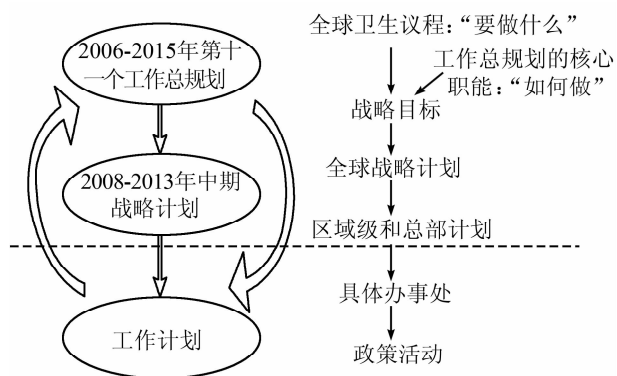 2006-2015年第十
一个工作总规划
2008-2013年中期
战略计划
工作计划
全球卫生议程：“要做什么”
工作总规划的核心
职能：“如何做”
战略目标
全球战略计划
区域级和总部计划
具体办事处
政策活动